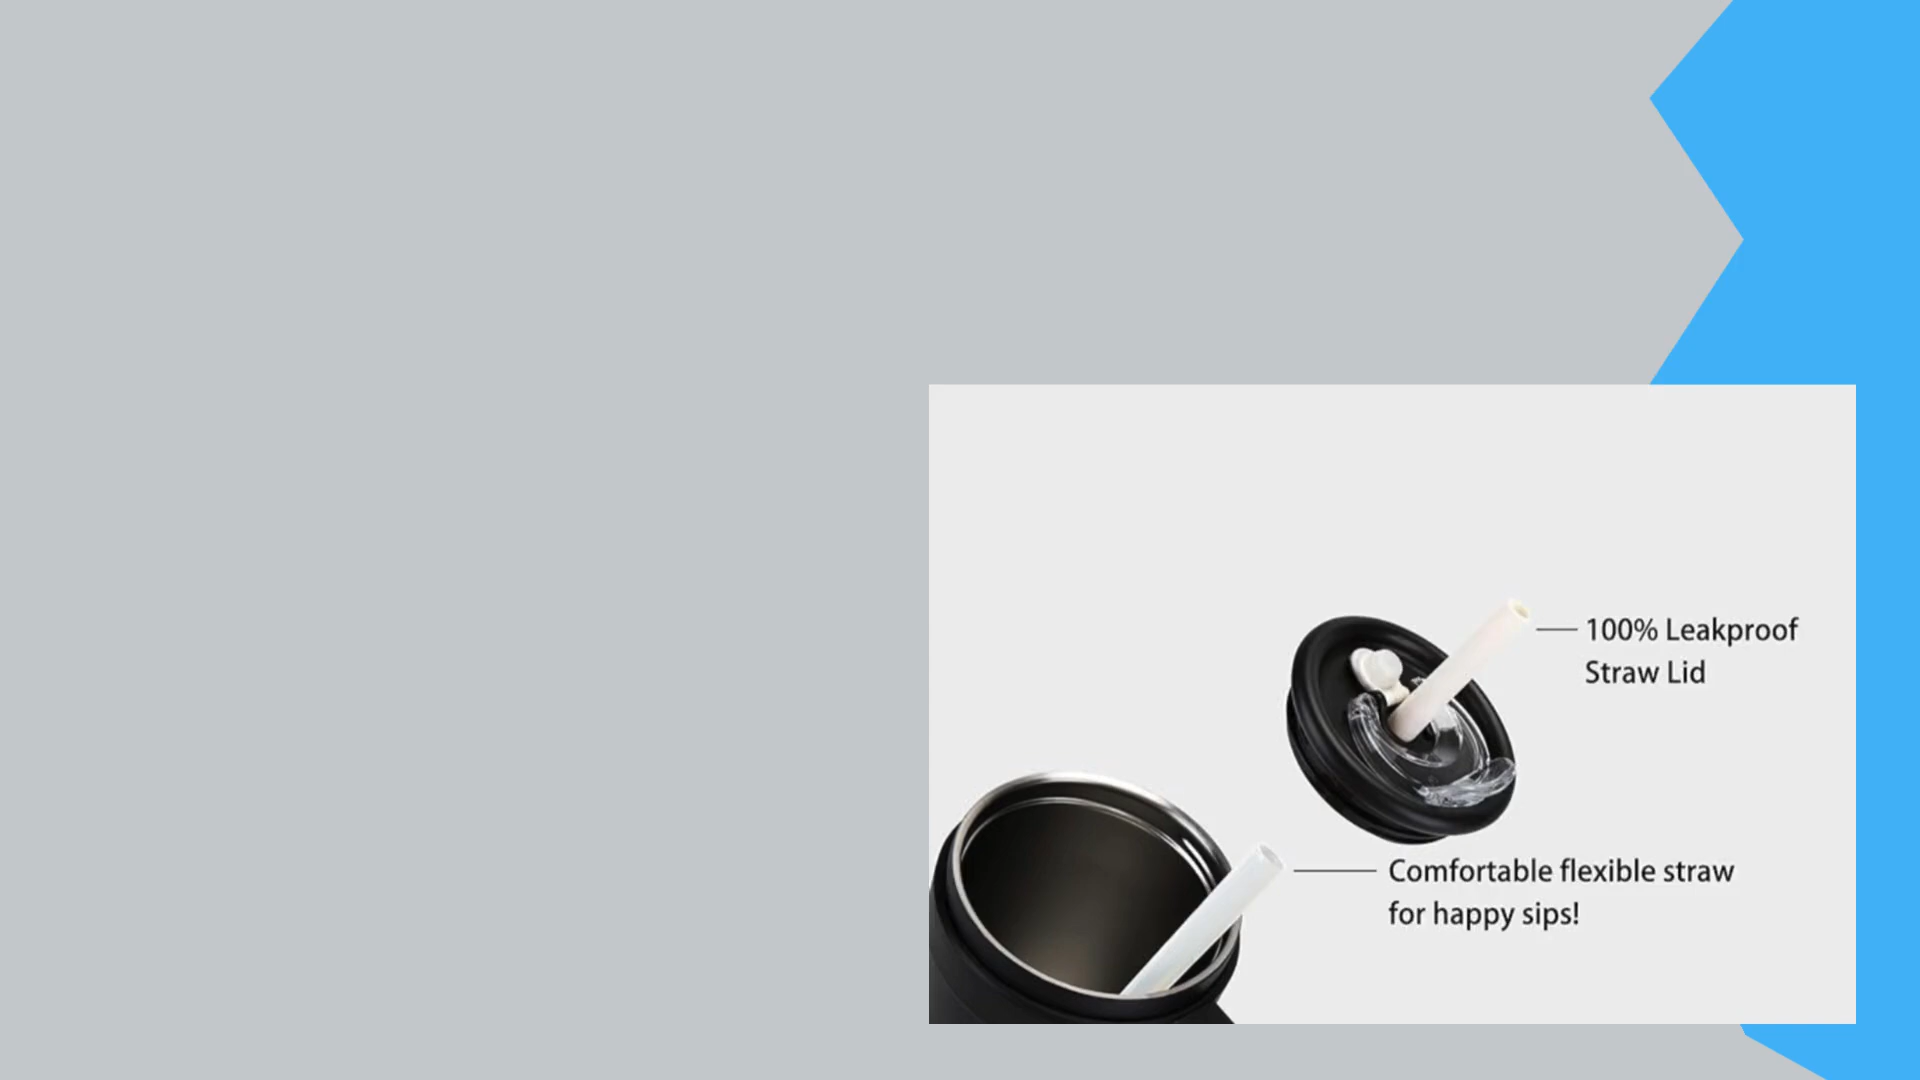 100% Leakproof
Straw Lid
Comfortable flexible straw
for happy sips!